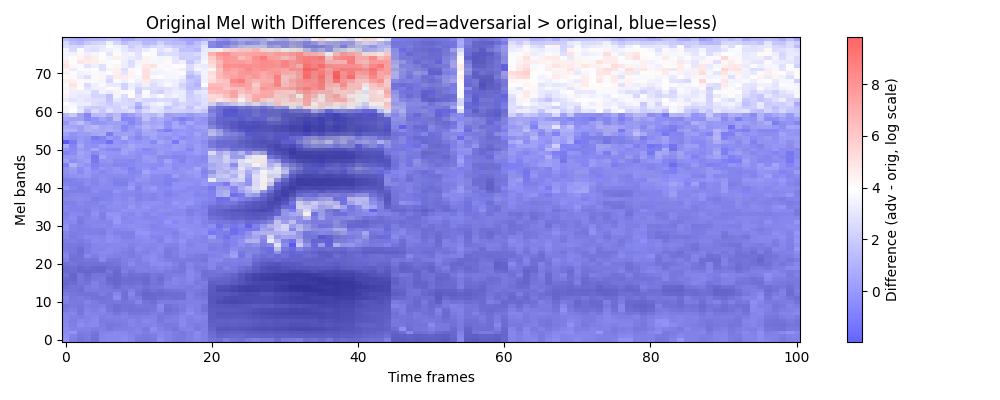 Original Mel with Differences (red=adversarial > original, blue=less)
Mel bands
70
60
50
40
30
20
10
0
0 20 40 60 80 100
Time frames
8
6
4
2
0
Difference (adv - orig, log scale)